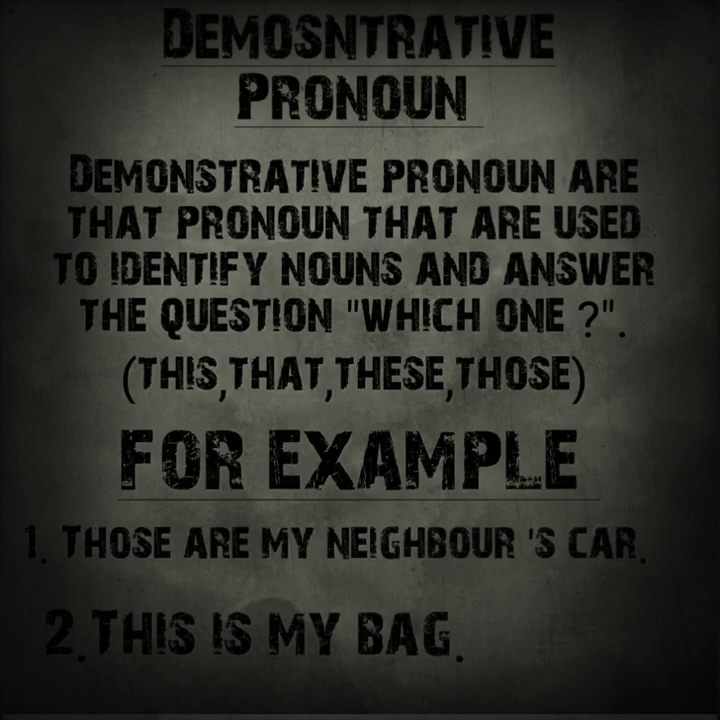 DEMOSNTRATIVE
PRONOUN
DEMONSTRATIVE PRONOUN ARE
THAT PRONOUN THAT ARE USED
TO IDENTIFY NOUNS AND ANSWER
THE QUESTION "WHICH ONE ?".
(THIS,THAT,THESE,THOSE)
FOR EXAMPLE
1. THOSE ARE MY NEIGHBOUR 'S CAR.
2.THIS IS MY BAG.